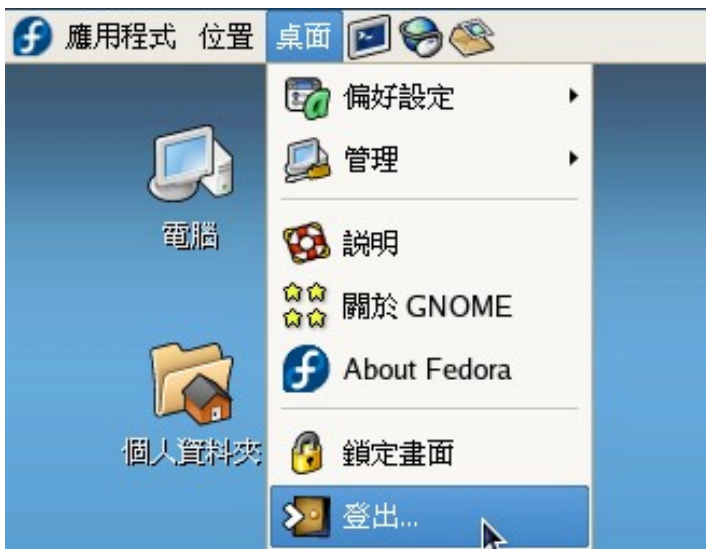 應用程式 位置 桌面
偏好設定
管理
電腦
說明
關於 GNOME
About Fedora
個人資料夾
鎖定畫面
登出...